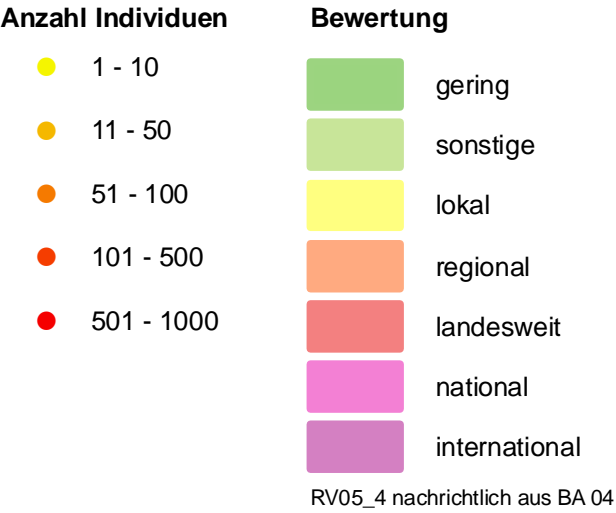 Anzahl Individuen
1 - 10
11 - 50
51 - 100
101 - 500
501 - 1000
Bewertung
gering
sonstige
lokal
regional
landesweit
national
international
RV05_4 nachrichtlich aus BA 04